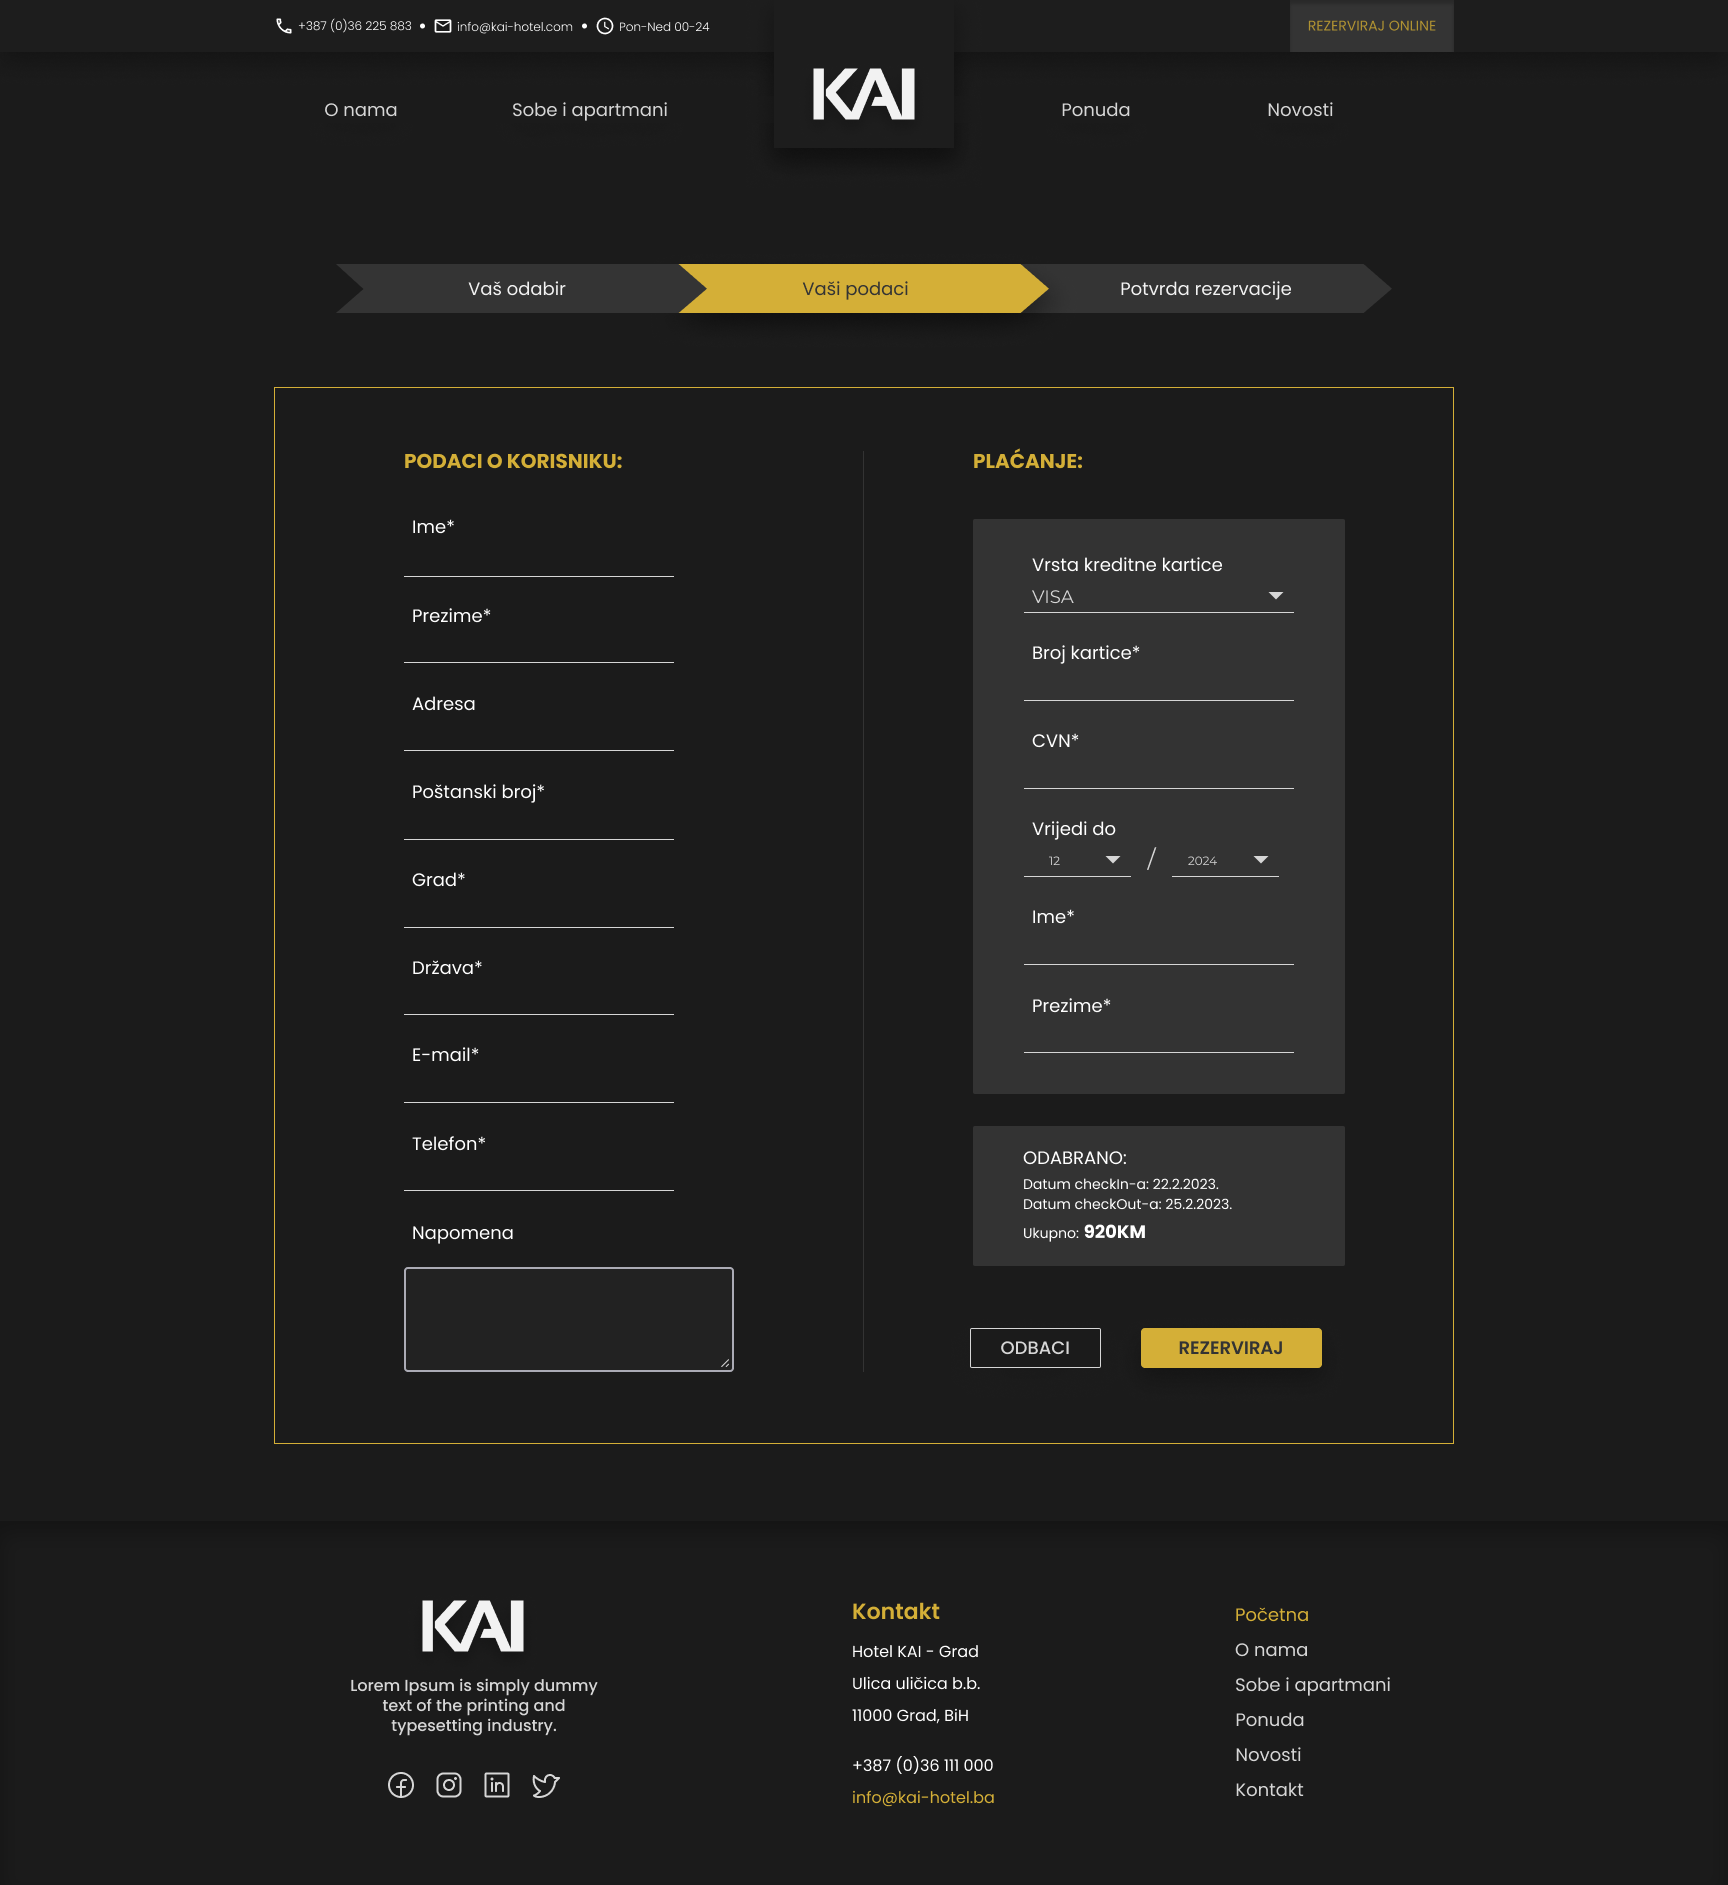 +387 (0)36 225 883 • info@kai-hotel.com • Pon-Ned 00-24
REZERVIRAJ ONLINE
O nama
Sobe i apartmani
KAI
Ponuda
Novosti
Vaš odabir
Vaši podaci
Potvrda rezervacije
PODACI O KORISNIKU:
Ime*
Prezime*
Adresa
Poštanski broj*
Grad*
Država*
E-mail*
Telefon*
Napomena
PLAĆANJE:
Vrsta kreditne kartice
VISA
Broj kartice*
CVN*
Vrijedi do
12 / 2024
Ime*
Prezime*
ODABRANO:
Datum checkIn-a: 22.2.2023.
Datum checkOut-a: 25.2.2023.
Ukupno: 920KM
ODBACI
REZERVIRAJ
KAI
Lorem Ipsum is simply dummy
text of the printing and
typesetting industry.
Kontakt
Hotel KAI - Grad
Ulica uličica b.b.
11000 Grad, BiH
+387 (0)36 111 000
info@kai-hotel.ba
Početna
O nama
Sobe i apartmani
Ponuda
Novosti
Kontakt